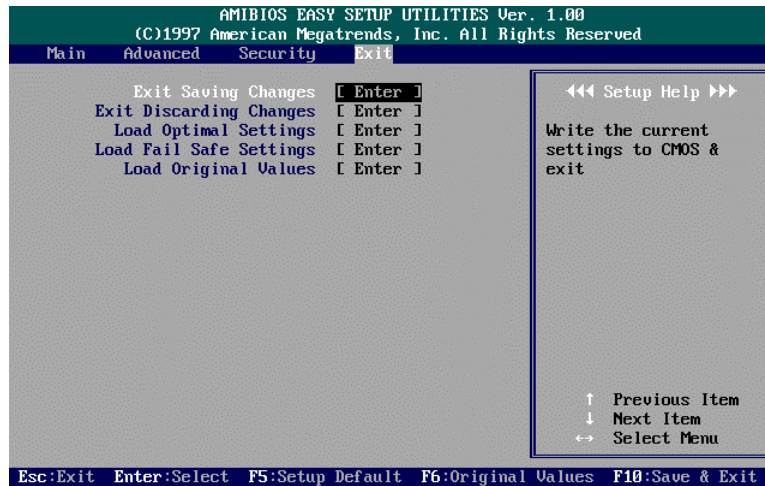 AMIBIOS EASY SETUP UTILITIES Ver. 1.00
(C)1997 American Megatrends, Inc. All Rights Reserved
Main Advanced Security Exit
Exit Saving Changes [ Enter ]
Exit Discarding Changes [ Enter ]
Load Optimal Settings [ Enter ]
Load Fail Safe Settings [ Enter ]
Load Original Values [ Enter ]
Setup Help
Write the current
settings to CMOS &
exit
↑ Previous Item
↓ Next Item
↔ Select Menu
Esc:Exit Enter:Select F5:Setup Default F6:Original Values F10:Save & Exit